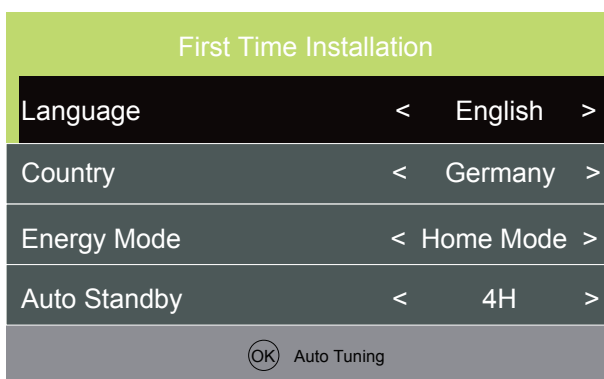 First Time Installation
Language < English >
Country < Germany >
Energy Mode < Home Mode >
Auto Standby < 4H >
OK Auto Tuning